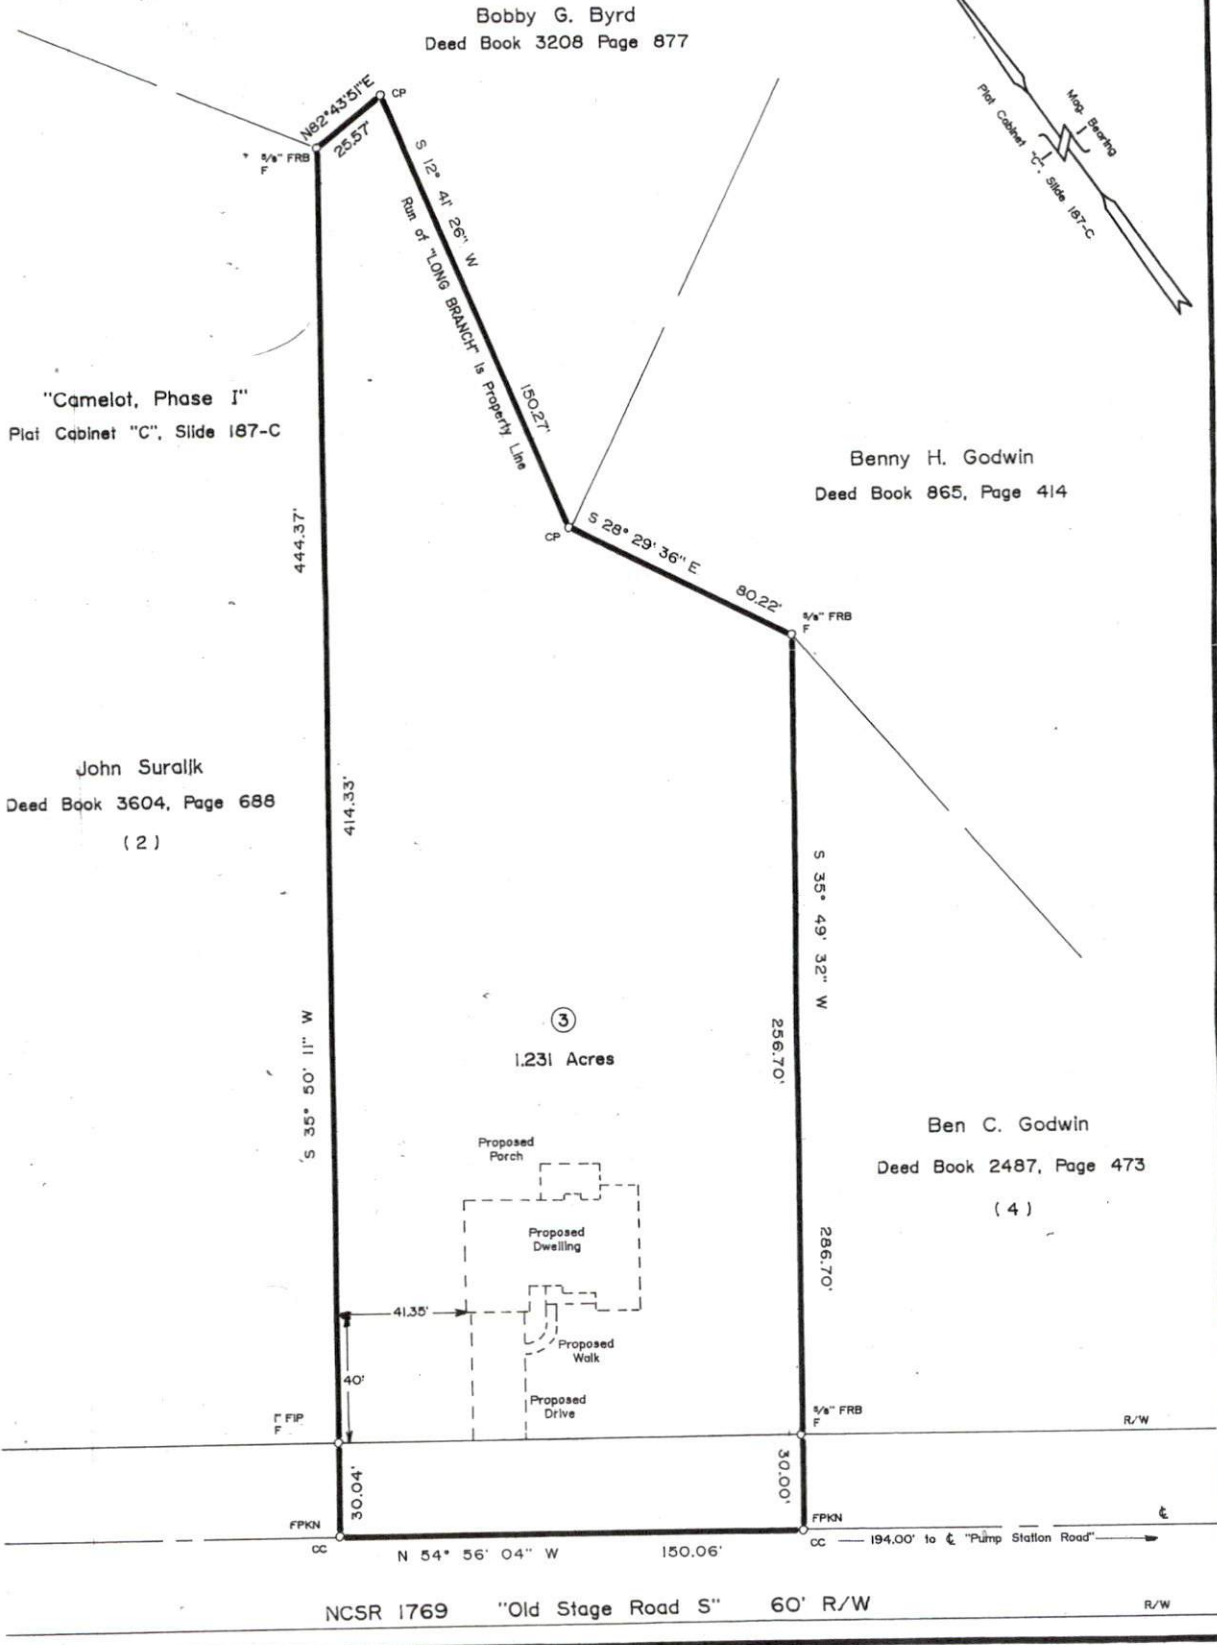 Bobby G. Byrd
Deed Book 3208 Page 877
Mag. Bearing
Plat Cabinet "C", Slide 187-C
N82°43'51"E
25.57'
CP
5/8" FRB
F
S 12° 41' 26" W
150.27'
Run of "LONG BRANCH" Is Property Line
"Camelot, Phase I"
Plat Cabinet "C", Slide 187-C
Benny H. Godwin
Deed Book 865, Page 414
444.37'
CP
S 28° 29' 36" E
80.22'
5/8" FRB
F
John Suralik
Deed Book 3604, Page 688
(2)
414.33'
S 35° 49' 32" W
256.70'
S 35° 50' 11" W
3
1.231 Acres
Ben C. Godwin
Deed Book 2487, Page 473
(4)
286.70'
Proposed
Porch
Proposed
Dwelling
41.35'
Proposed
Walk
40'
Proposed
Drive
1" FIP
F
5/8" FRB
F
R/W
30.04'
30.00'
FPKN
CC
FPKN
CC
194.00' to ℄ "Pump Station Road"
℄
N 54° 56' 04" W
150.06'
NCSR 1769 "Old Stage Road S" 60' R/W
R/W